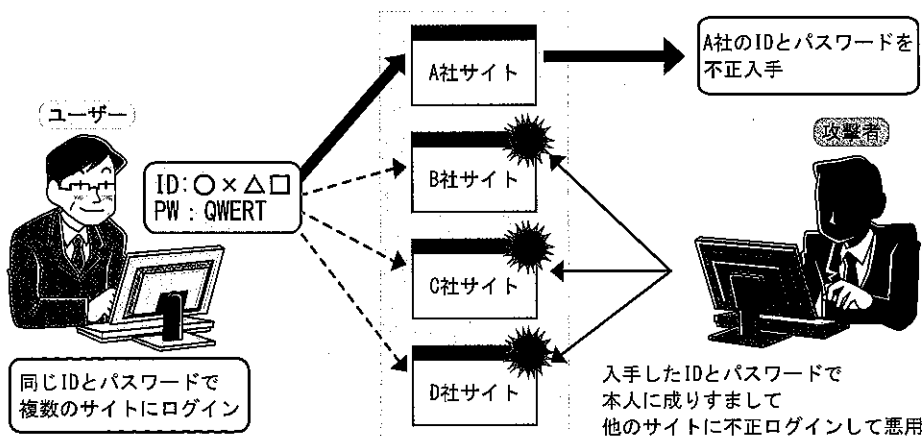 ユーザー
ID:○×△□
PW : QWERT
同じIDとパスワードで
複数のサイトにログイン
A社サイト
B社サイト
C社サイト
D社サイト
A社のIDとパスワードを
不正入手
攻撃者
入手したIDとパスワードで
本人に成りすまして
他のサイトに不正ログインして悪用